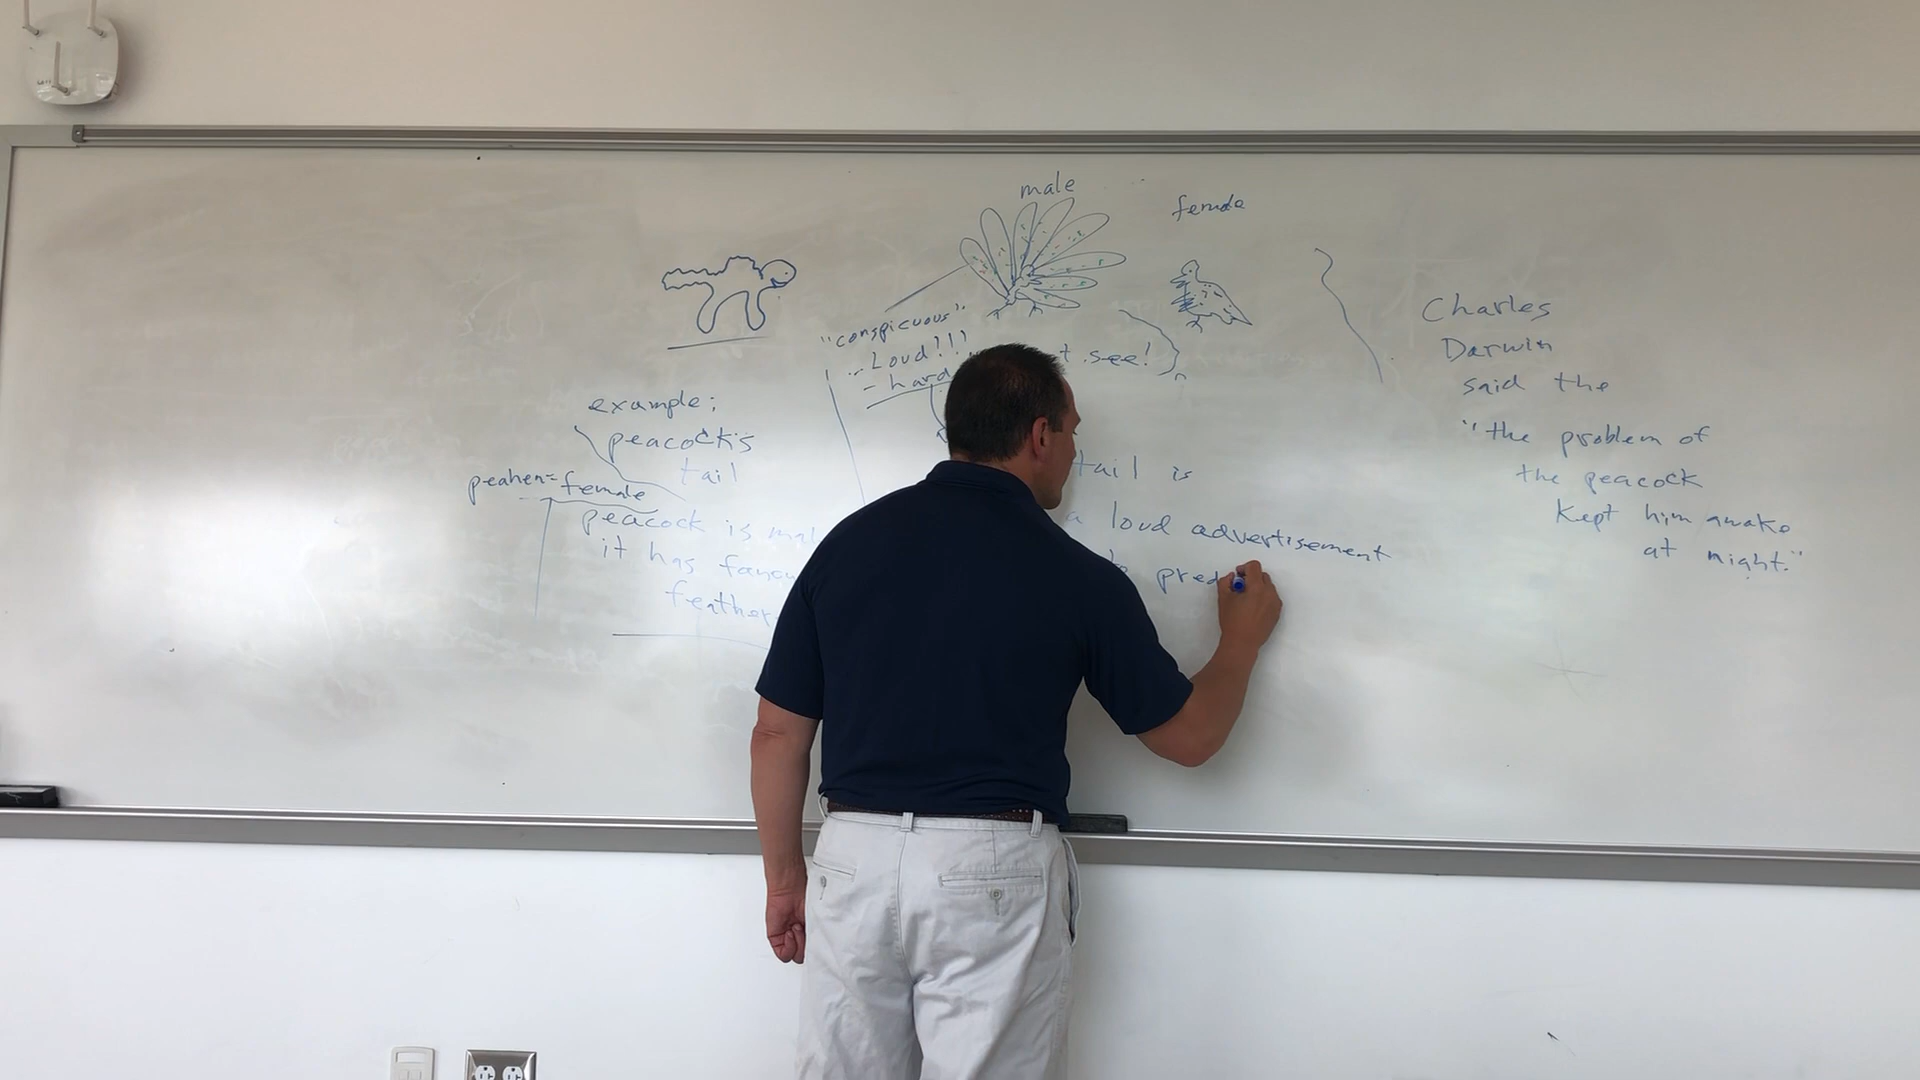 male
female
"conspicuous"
- Loud!!!
- hard
t see!
example:
peacock's
tail
peahen = female
peacock is
it has
feather
tail is
a loud advertisement
pred
Charles
Darwin
said the
"the problem of
the peacock
kept him awake
at night."